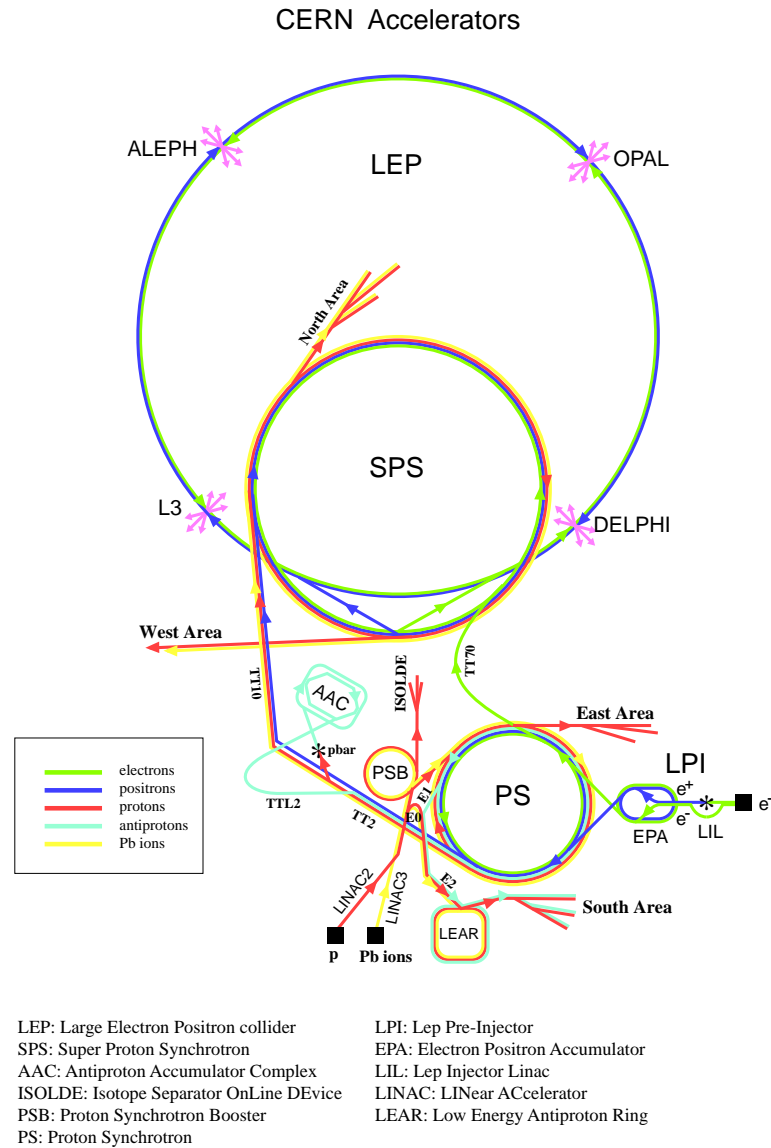 CERN Accelerators
ALEPH
LEP
OPAL
North Area
SPS
L3
DELPHI
West Area
TT10
TT70
AAC
ISOLDE
East Area
*pbar
PSB
PS
LPI
electrons
positrons
protons
antiprotons
Pb ions
TTL2
TT2
E0
E1
e+
e-
* e-
EPA
LIL
LINAC2
LINAC3
E2
South Area
LEAR
p
Pb ions
LEP: Large Electron Positron collider
SPS: Super Proton Synchrotron
AAC: Antiproton Accumulator Complex
ISOLDE: Isotope Separator OnLine DEvice
PSB: Proton Synchrotron Booster
PS: Proton Synchrotron
LPI: Lep Pre-Injector
EPA: Electron Positron Accumulator
LIL: Lep Injector Linac
LINAC: LINear ACcelerator
LEAR: Low Energy Antiproton Ring